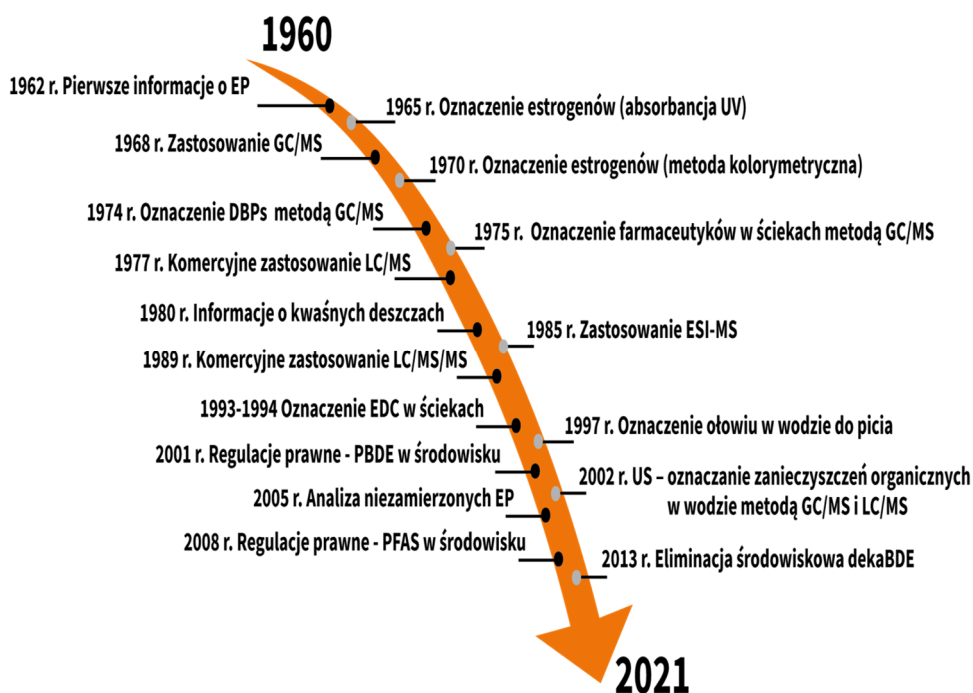 1960
1962 r. Pierwsze informacje o EP
1965 r. Oznaczenie estrogenów (absorbancja UV)
1968 r. Zastosowanie GC/MS
1970 r. Oznaczenie estrogenów (metoda kolorymetryczna)
1974 r. Oznaczenie DBPs metodą GC/MS
1975 r. Oznaczenie farmaceutyków w ściekach metodą GC/MS
1977 r. Komercyjne zastosowanie LC/MS
1980 r. Informacje o kwaśnych deszczach
1985 r. Zastosowanie ESI-MS
1989 r. Komercyjne zastosowanie LC/MS/MS
1993-1994 Oznaczenie EDC w ściekach
1997 r. Oznaczenie ołowiu w wodzie do picia
2001 r. Regulacje prawne - PBDE w środowisku
2002 r. US – oznaczanie zanieczyszczeń organicznych
w wodzie metodą GC/MS i LC/MS
2005 r. Analiza niezamierzonych EP
2008 r. Regulacje prawne - PFAS w środowisku
2013 r. Eliminacja środowiskowa dekaBDE
2021